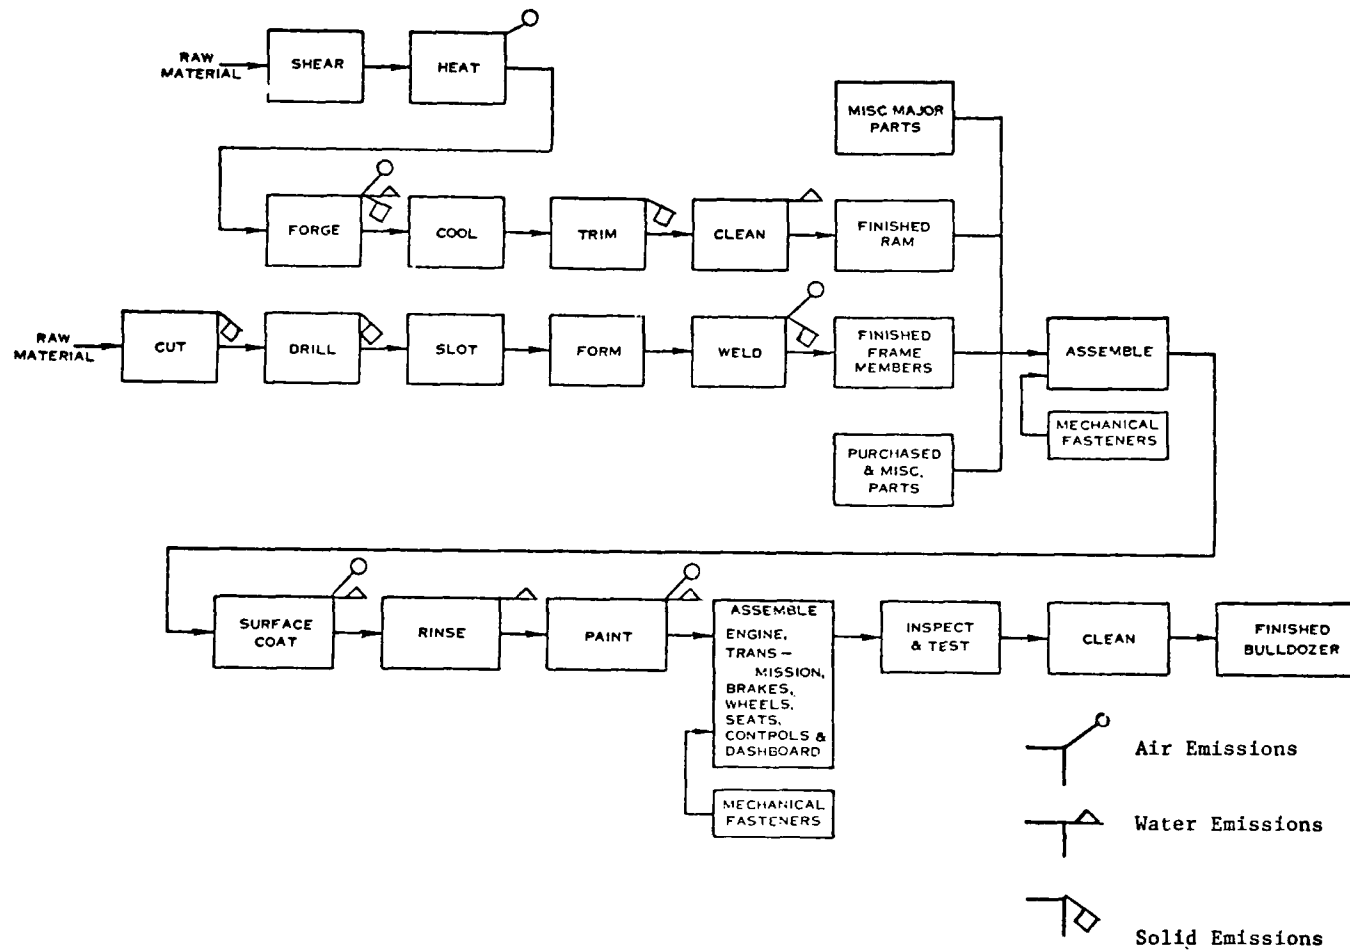 RAW
MATERIAL
SHEAR
HEAT
MISC MAJOR
PARTS
FORGE
COOL
TRIM
CLEAN
FINISHED
RAM
RAW
MATERIAL
CUT
DRILL
SLOT
FORM
WELD
FINISHED
FRAME
MEMBERS
ASSEMBLE
MECHANICAL
FASTENERS
PURCHASED
& MISC.
PARTS
SURFACE
COAT
RINSE
PAINT
ASSEMBLE
ENGINE,
TRANS-
MISSION,
BRAKES,
WHEELS,
SEATS,
CONTPOLS &
DASHBOARD
MECHANICAL
FASTENERS
INSPECT
& TEST
CLEAN
FINISHED
BULLDOZER
Air Emissions
Water Emissions
Solid Emissions